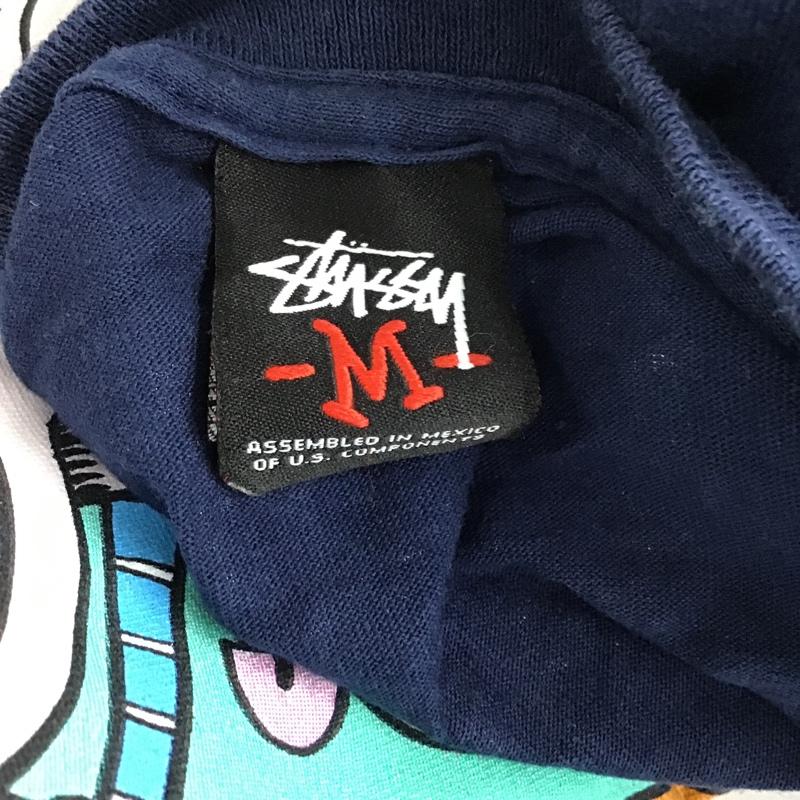 STÜSSY
-M-
ASSEMBLED IN MEXICO
OF U.S. COMPONENTS